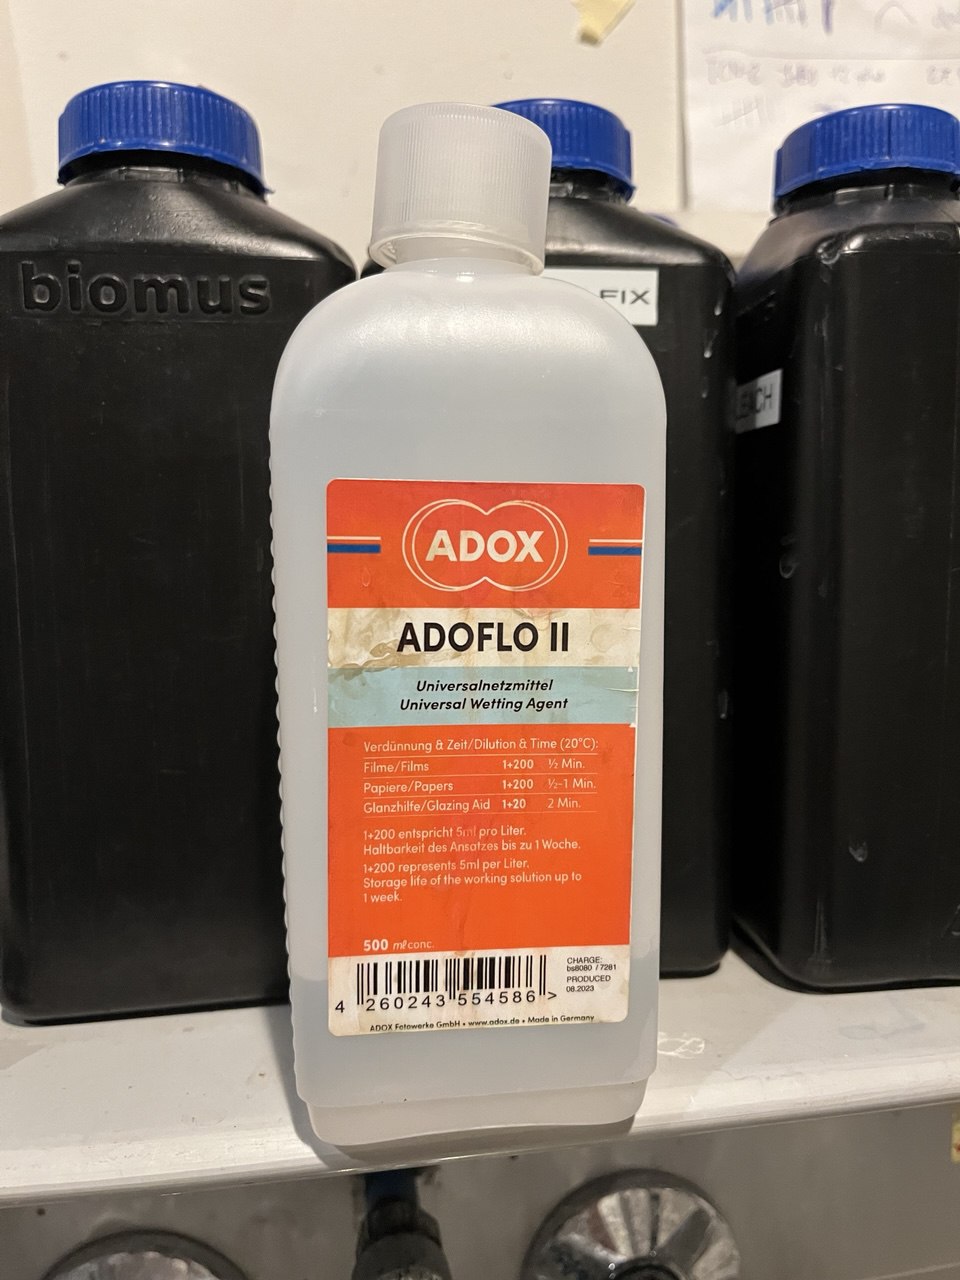 biomus
FIX
ADOX
ADOFLO II
Universalnetzmittel
Universal Wetting Agent
Verdünnung & Zeit/Dilution & Time (20°C):
Filme/Films 1+200 ½ Min.
Papiere/Papers 1+200 ½-1 Min.
Glanzhilfe/Glazing Aid 1+20 2 Min.
1+200 entspricht 5ml pro Liter.
Haltbarkeit des Ansatzes bis zu 1 Woche.
1+200 represents 5ml per Liter.
Storage life of the working solution up to
1 week.
500 ml conc.
CHARGE:
bs8080 / 7281
PRODUCED
08.2023
4 260243 554586 >
ADOX Fotowerke GmbH • www.adox.de • Made in Germany